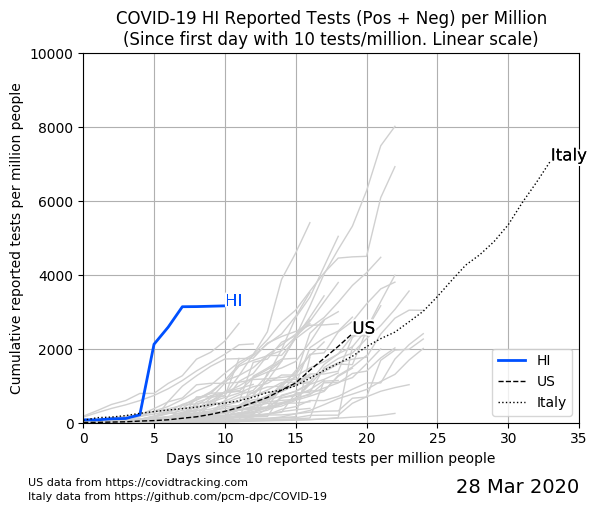 COVID-19 HI Reported Tests (Pos + Neg) per Million
(Since first day with 10 tests/million. Linear scale)
Cumulative reported tests per million people
10000
8000
6000
4000
2000
0
Italy
HI
US
HI
US
Italy
0 5 10 15 20 25 30 35
Days since 10 reported tests per million people
US data from https://covidtracking.com
Italy data from https://github.com/pcm-dpc/COVID-19
28 Mar 2020